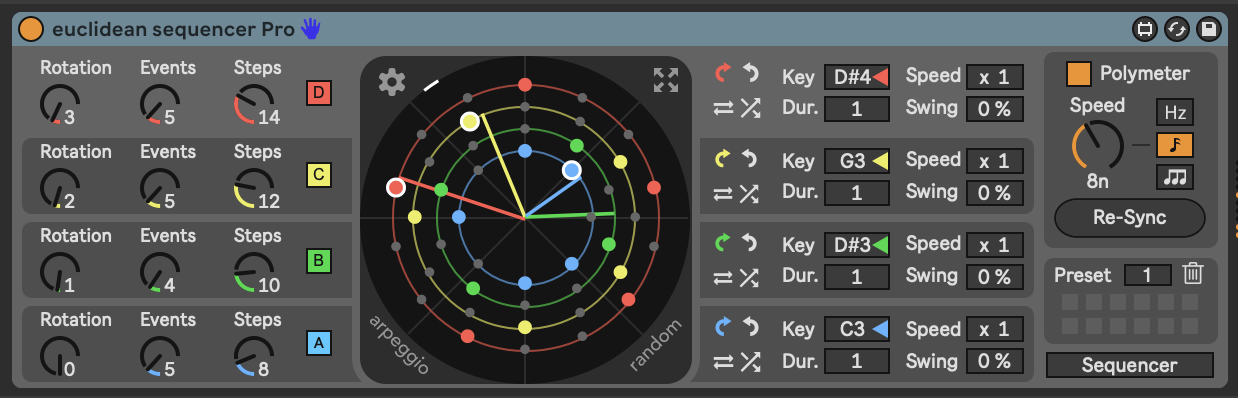 euclidean sequencer Pro
Rotation Events Steps
3 5 14 D
Rotation Events Steps
2 5 12 C
Rotation Events Steps
1 4 10 B
Rotation Events Steps
0 5 8 A
arpeggio
random
Key D#4 Speed x 1
Dur. 1 Swing 0 %
Key G3 Speed x 1
Dur. 1 Swing 0 %
Key D#3 Speed x 1
Dur. 1 Swing 0 %
Key C3 Speed x 1
Dur. 1 Swing 0 %
Polymeter
Speed
Hz
8n
Re-Sync
Preset 1
Sequencer